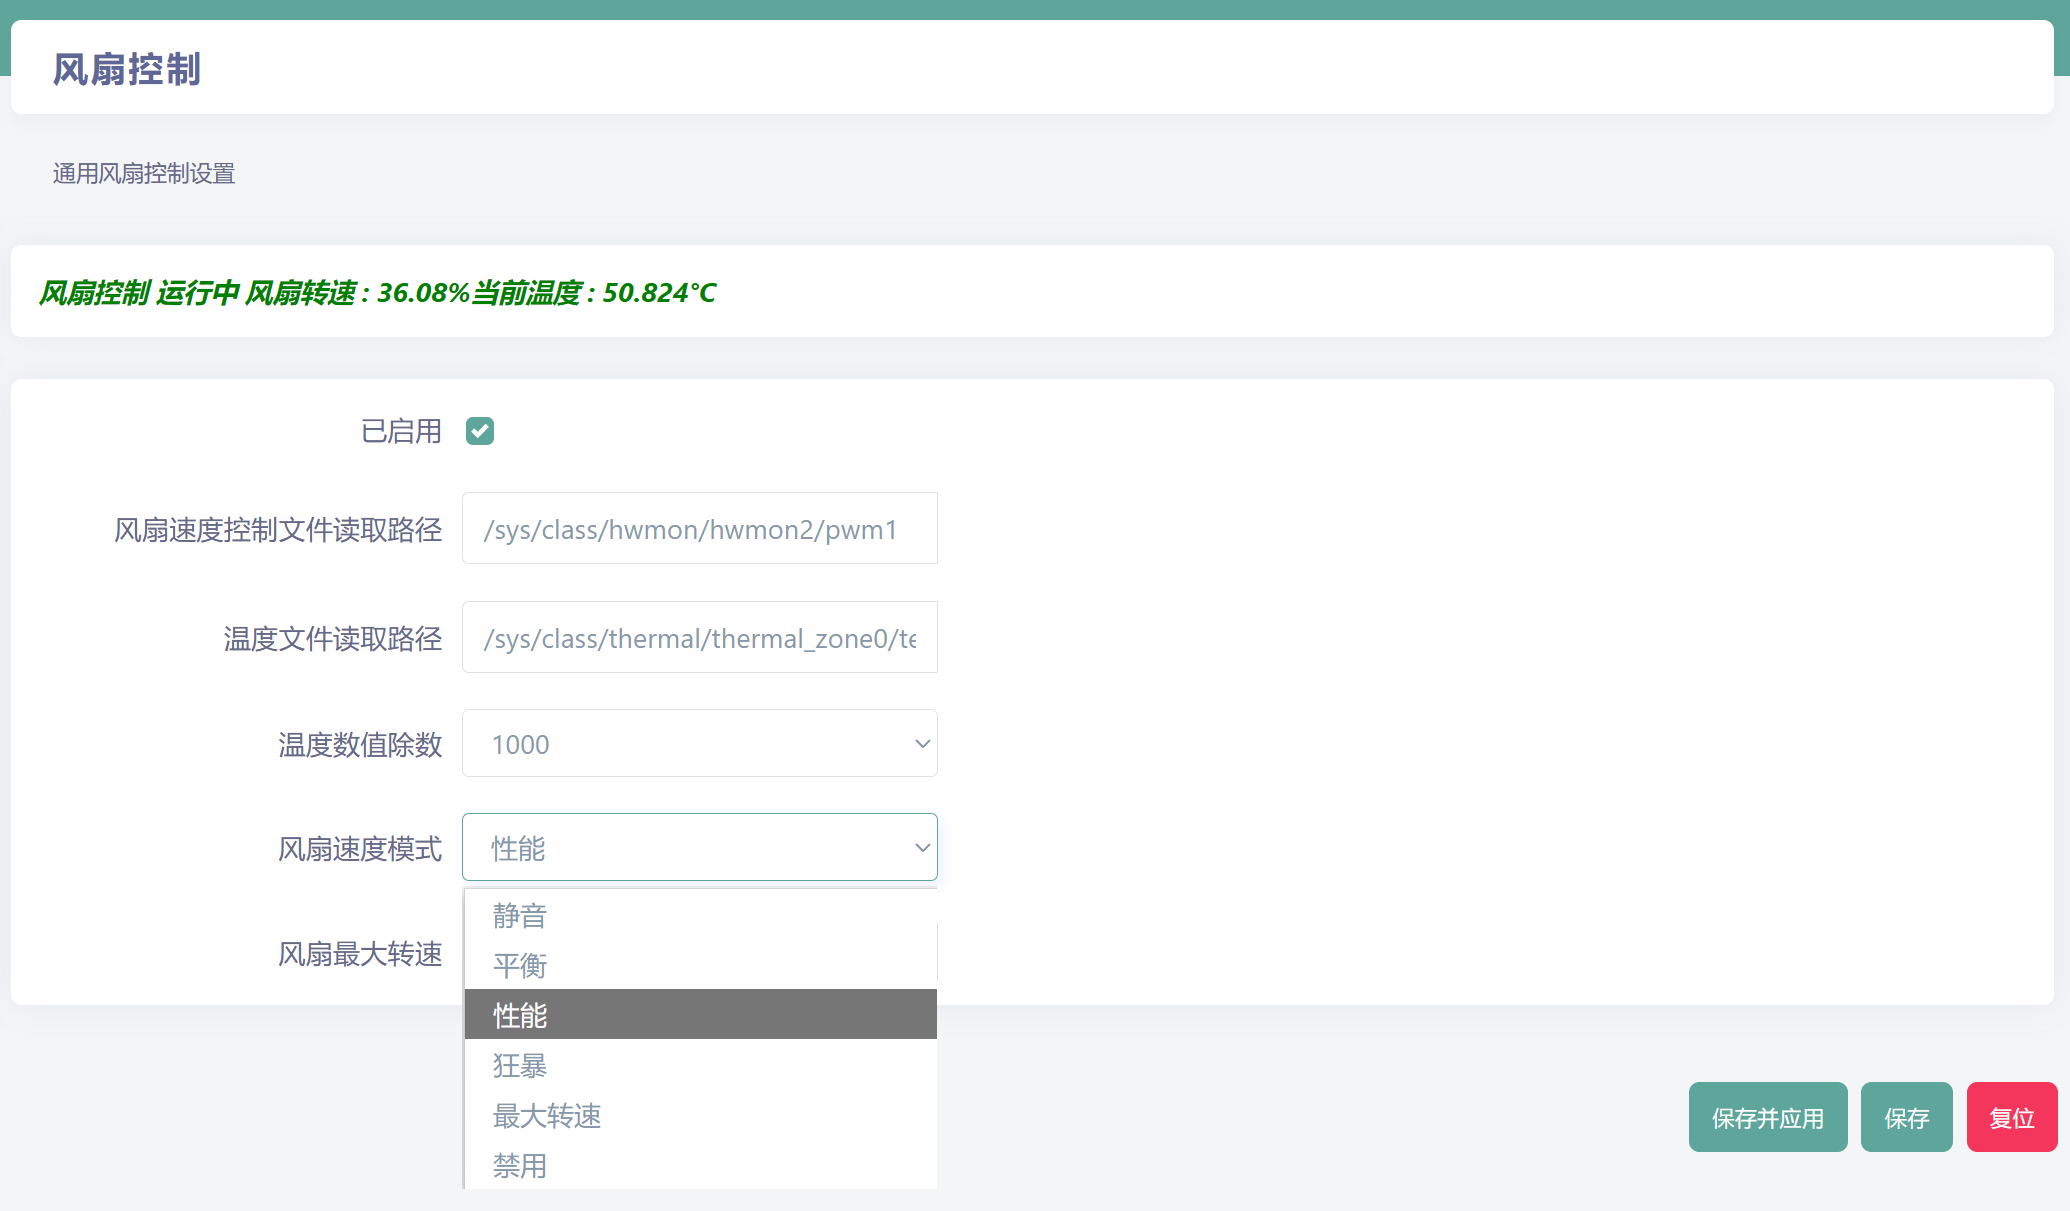 风扇控制
通用风扇控制设置
风扇控制 运行中 风扇转速 : 36.08%当前温度 : 50.824°C
已启用
风扇速度控制文件读取路径 /sys/class/hwmon/hwmon2/pwm1
温度文件读取路径 /sys/class/thermal/thermal_zone0/te
温度数值除数 1000
风扇速度模式 性能
静音
风扇最大转速
平衡
性能
狂暴
最大转速
禁用
保存并应用 保存 复位